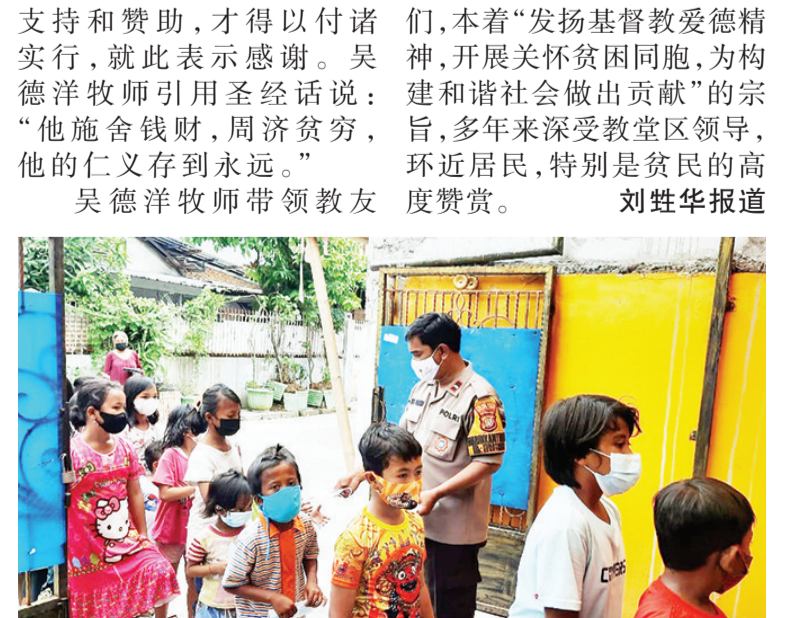 支持和赞助，才得以付诸
实行，就此表示感谢。吴
德洋牧师引用圣经话说：
“他施舍钱财，周济贫穷，
他的仁义存到永远。”
吴德洋牧师带领教友
们，本着“发扬基督教爱德精
神，开展关怀贫困同胞，为构
建和谐社会做出贡献”的宗
旨，多年来深受教堂区领导，
环近居民，特别是贫民的高
度赞赏。 刘甡华报道
POLRI